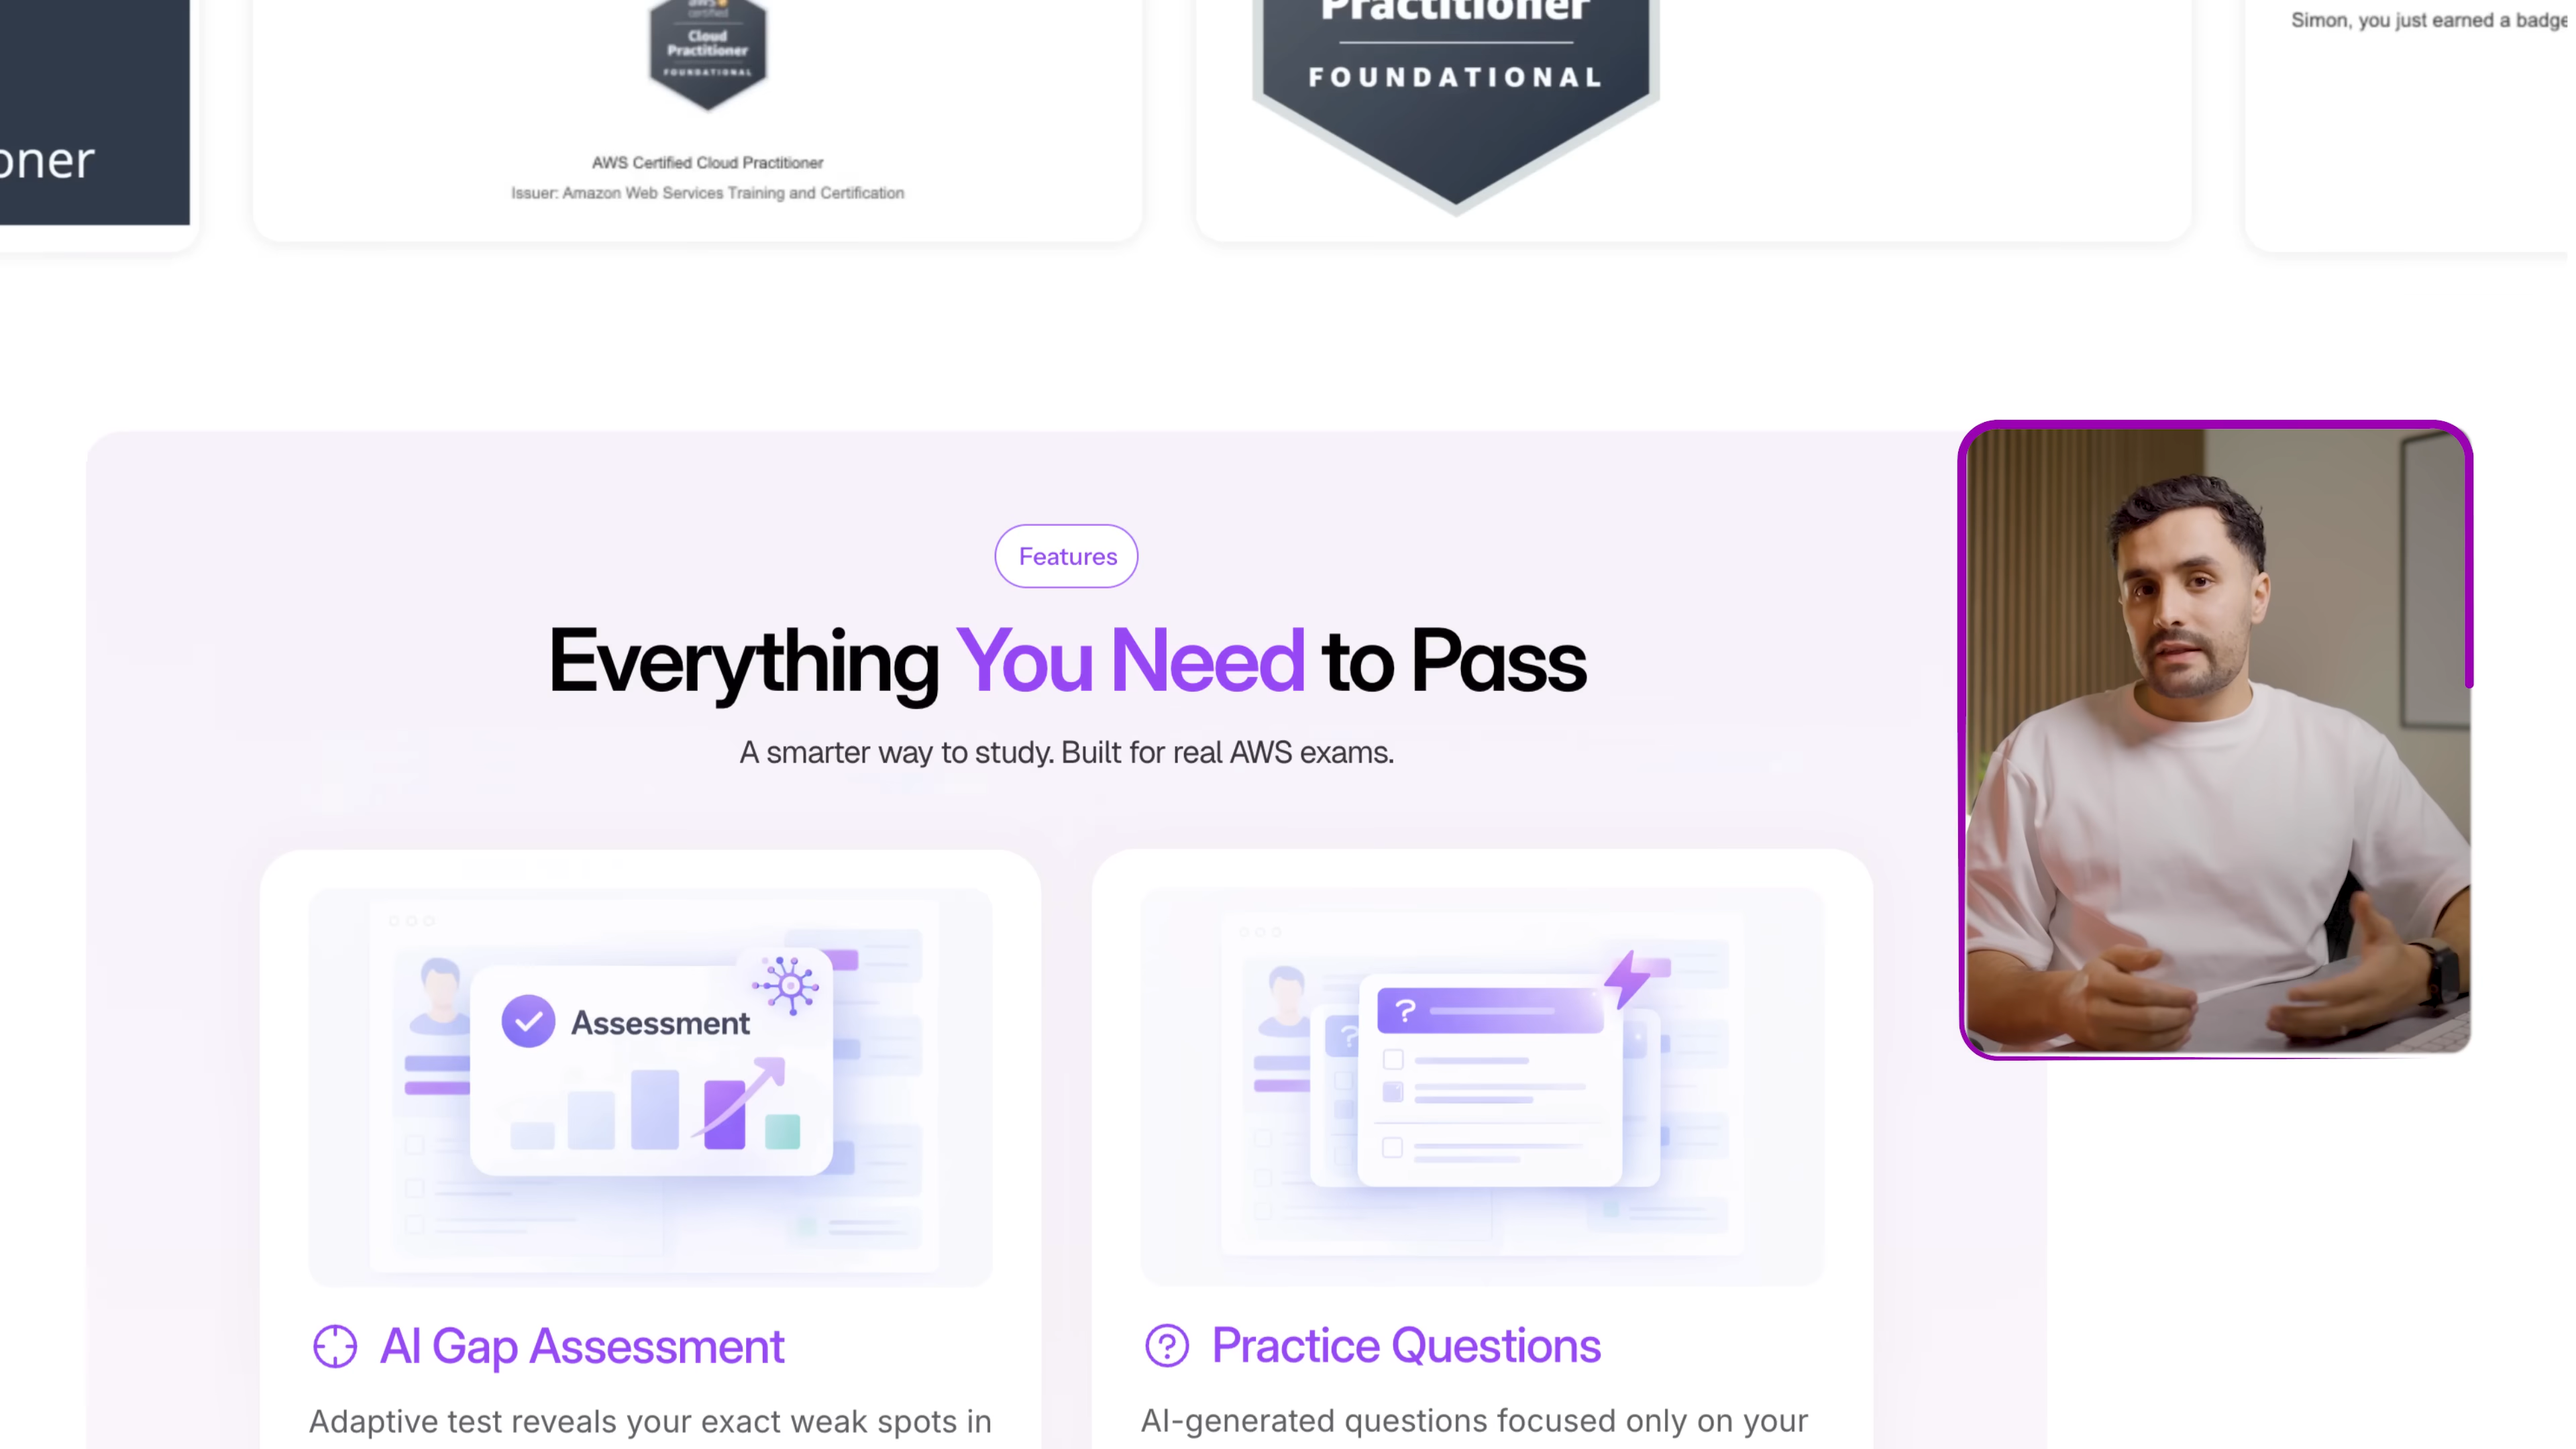 oner
aws
certified
Cloud
Practitioner
FOUNDATIONAL
AWS Certified Cloud Practitioner
Issuer: Amazon Web Services Training and Certification
Practitioner
FOUNDATIONAL
Simon, you just earned a badge
Features
Everything You Need to Pass
A smarter way to study. Built for real AWS exams.
Assessment
?
?
AI Gap Assessment
Adaptive test reveals your exact weak spots in
Practice Questions
AI-generated questions focused only on your